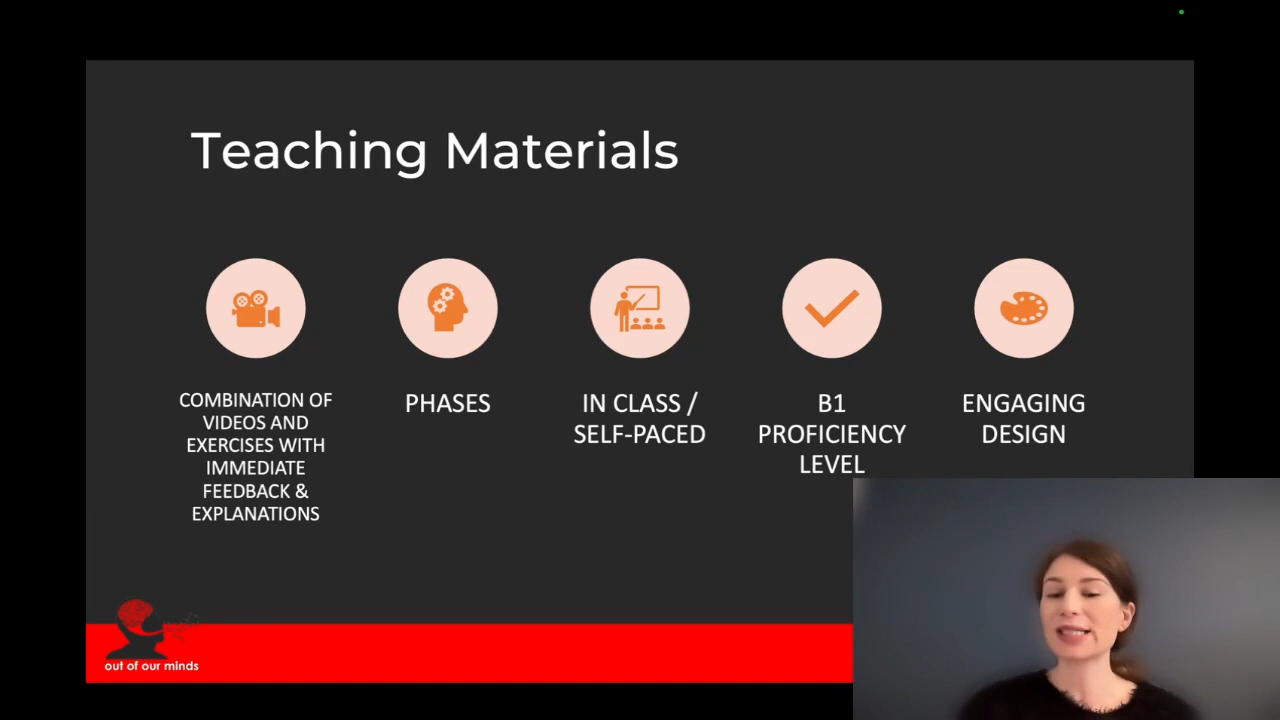 Teaching Materials
COMBINATION OF
VIDEOS AND
EXERCISES WITH
IMMEDIATE
FEEDBACK &
EXPLANATIONS
PHASES
IN CLASS /
SELF-PACED
B1
PROFICIENCY
LEVEL
ENGAGING
DESIGN
out of our minds